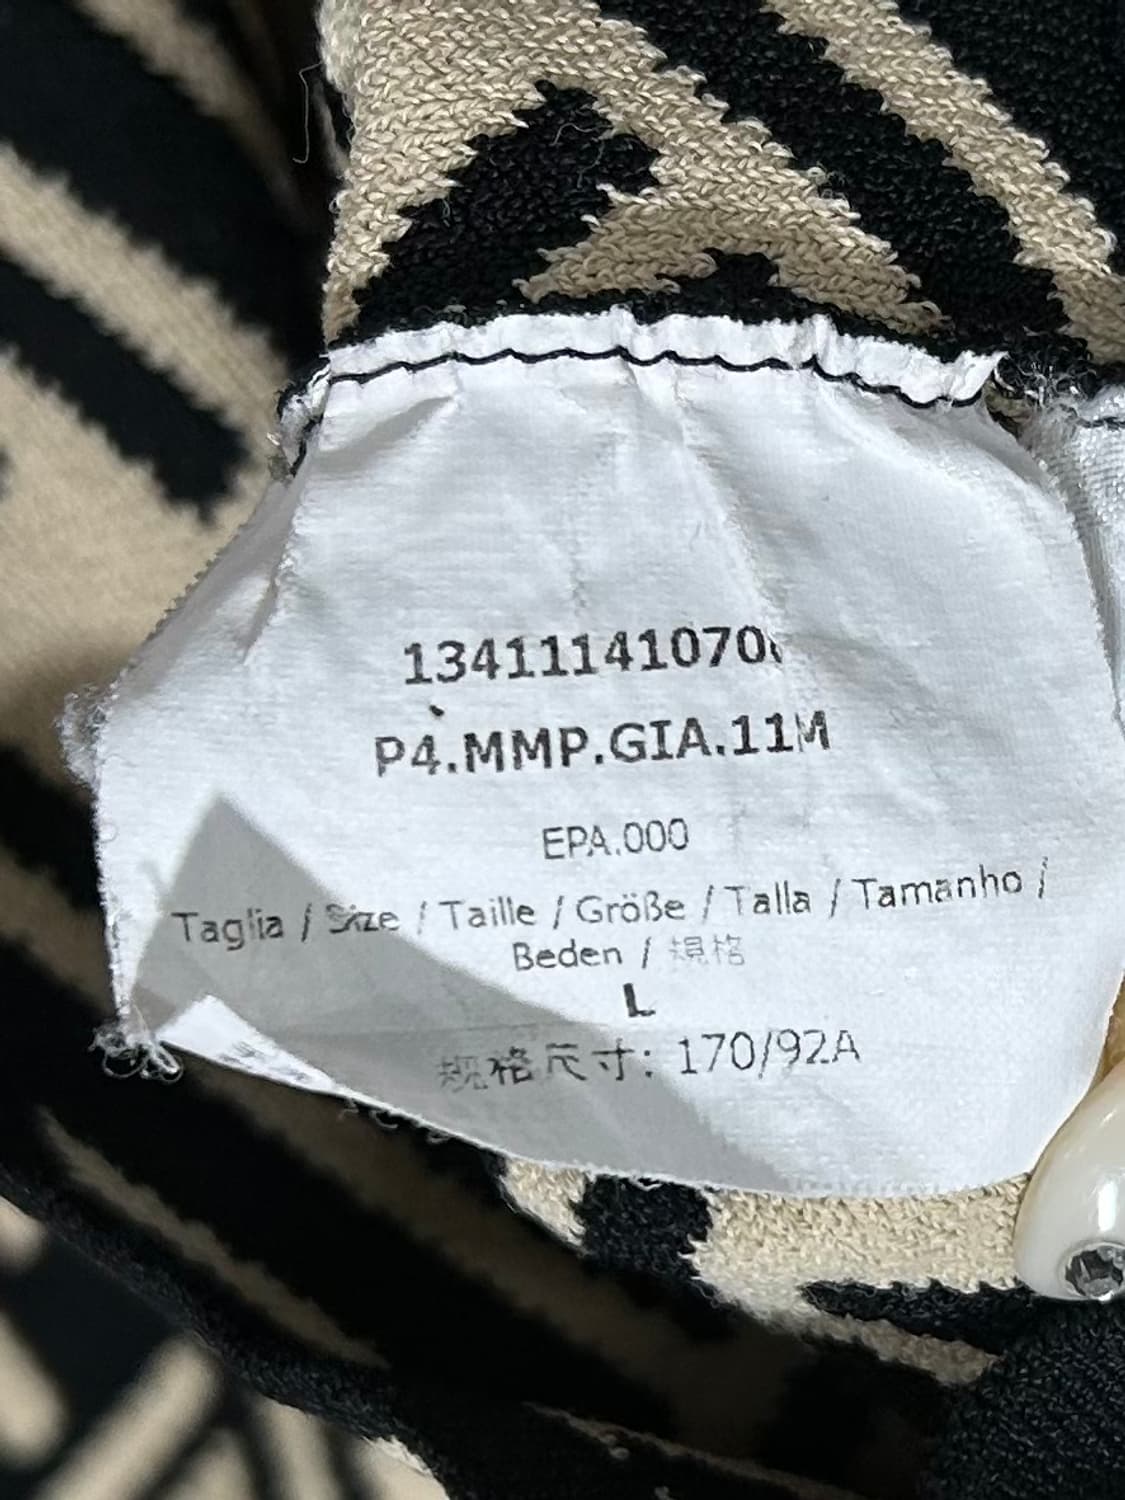 134111410700
P4.MMP.GIA.11M
EPA.000
Taglia / Size / Taille / Größe / Talla / Tamanho /
Beden / 規格
L
规格尺寸: 170/92A